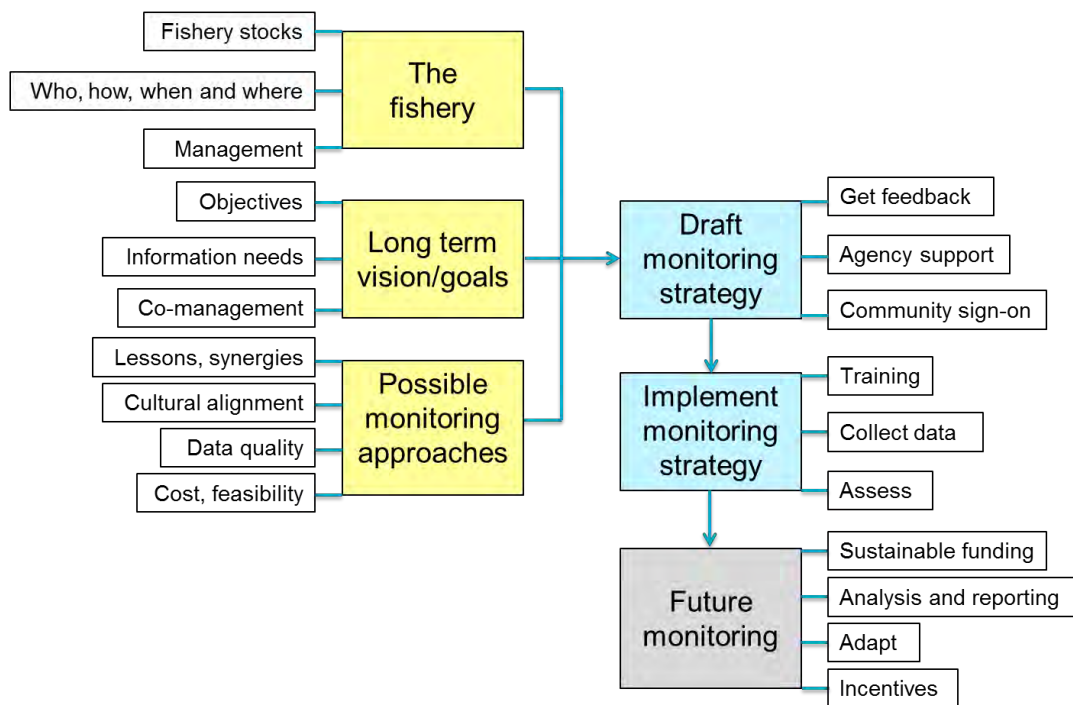 Fishery stocks
Who, how, when and where
Management
The
fishery
Objectives
Information needs
Co-management
Long term
vision/goals
Lessons, synergies
Cultural alignment
Data quality
Cost, feasibility
Possible
monitoring
approaches
Draft
monitoring
strategy
Get feedback
Agency support
Community sign-on
Implement
monitoring
strategy
Training
Collect data
Assess
Future
monitoring
Sustainable funding
Analysis and reporting
Adapt
Incentives